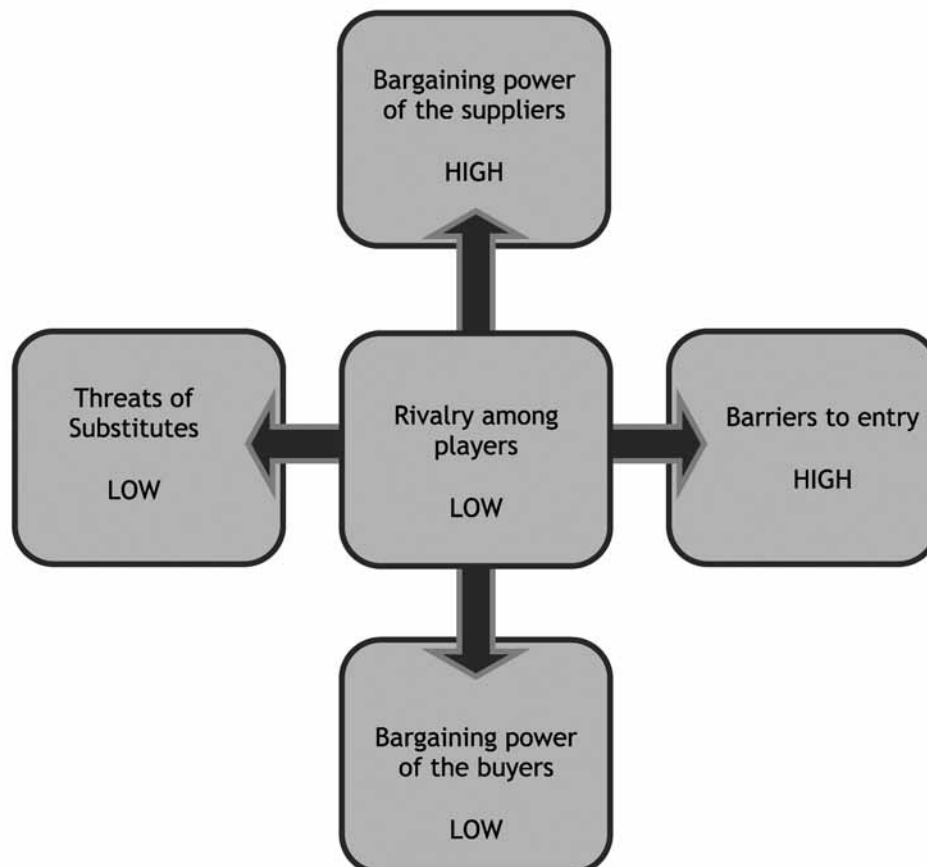 Bargaining power
of the suppliers
HIGH
Threats of
Substitutes
LOW
Rivalry among
players
LOW
Barriers to entry
HIGH
Bargaining power
of the buyers
LOW